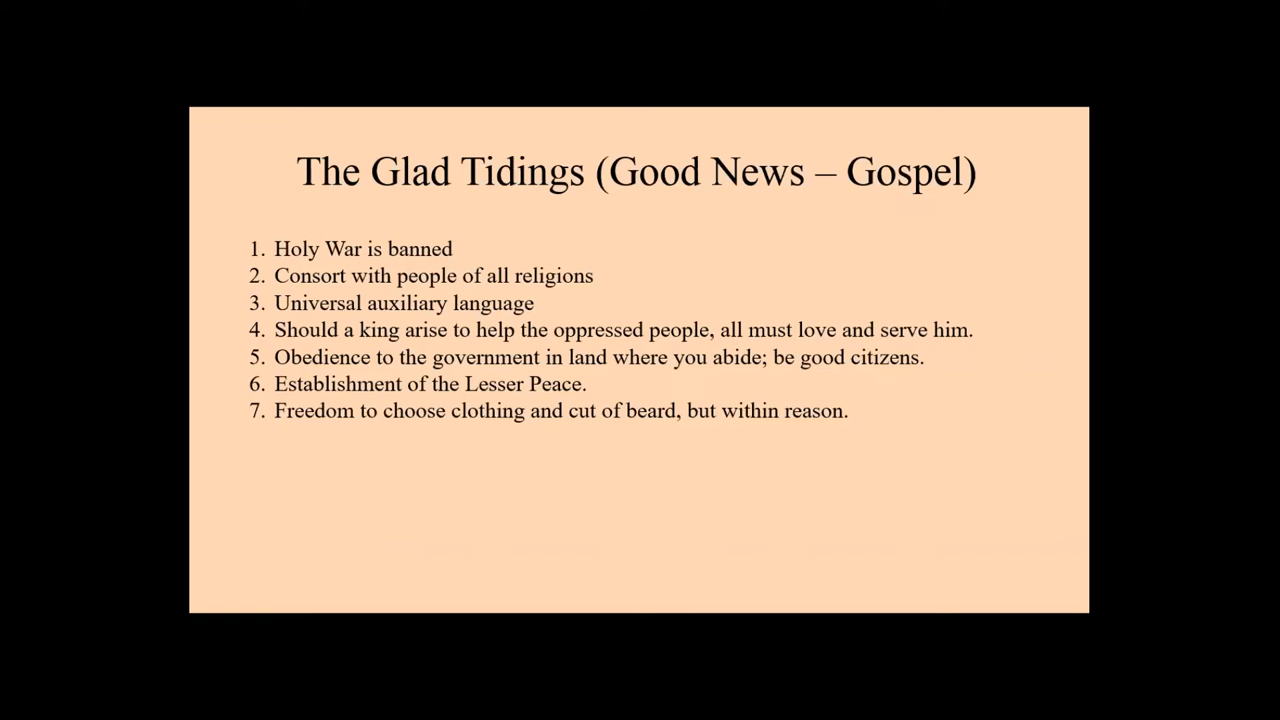 The Glad Tidings (Good News – Gospel)
1. Holy War is banned
2. Consort with people of all religions
3. Universal auxiliary language
4. Should a king arise to help the oppressed people, all must love and serve him.
5. Obedience to the government in land where you abide; be good citizens.
6. Establishment of the Lesser Peace.
7. Freedom to choose clothing and cut of beard, but within reason.